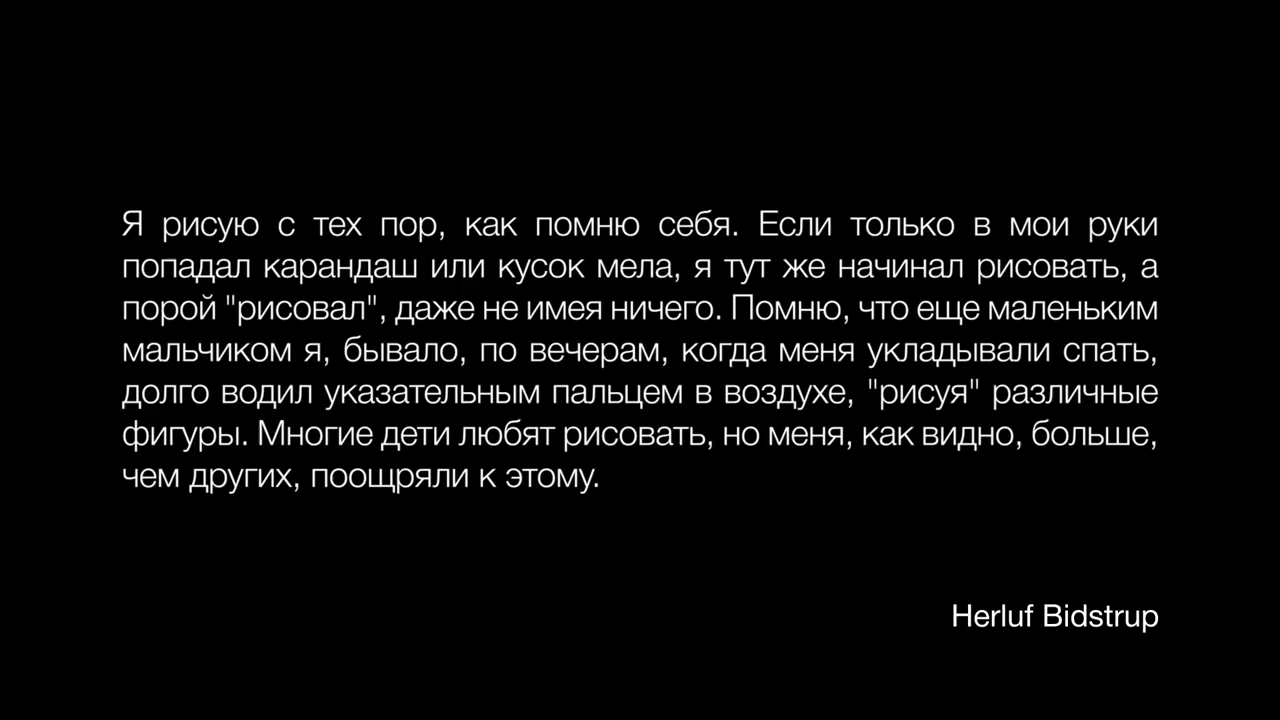 Я рисую с тех пор, как помню себя. Если только в мои руки
попадал карандаш или кусок мела, я тут же начинал рисовать, а
порой "рисовал", даже не имея ничего. Помню, что еще маленьким
мальчиком я, бывало, по вечерам, когда меня укладывали спать,
долго водил указательным пальцем в воздухе, "рисуя" различные
фигуры. Многие дети любят рисовать, но меня, как видно, больше,
чем других, поощряли к этому.
Herluf Bidstrup